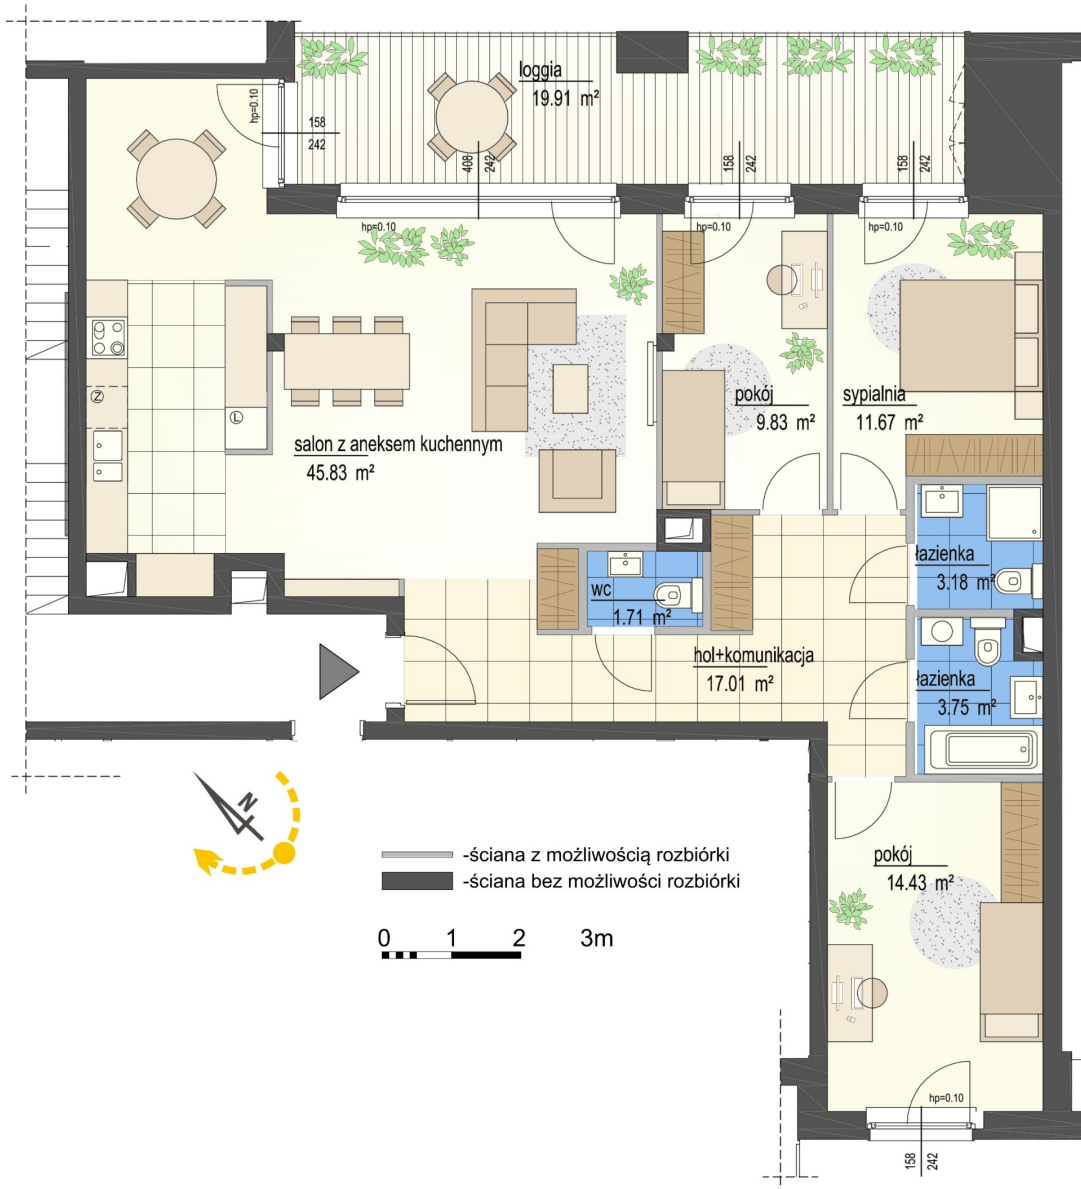 loggia
19.91 m²
hp=0.10
158
242
408
242
158
242
158
242
hp=0.10
hp=0.10
hp=0.10
Z
L
salon z aneksem kuchennym
45.83 m²
pokój
9.83 m²
sypialnia
11.67 m²
łazienka
3.18 m²
wc
1.71 m²
hol+komunikacja
17.01 m²
łazienka
3.75 m²
N
-ściana z możliwością rozbiórki
-ściana bez możliwości rozbiórki
0 1 2 3m
pokój
14.43 m²
hp=0.10
158
242